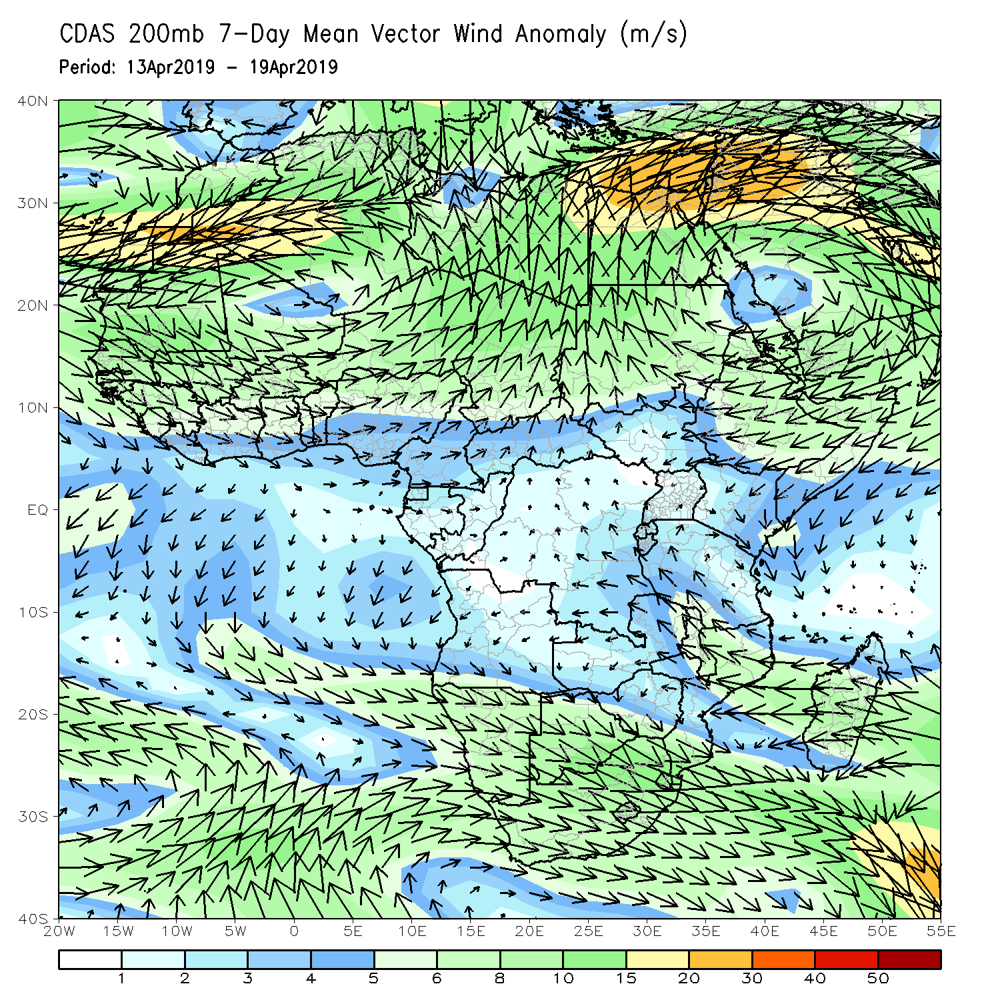 CDAS 200mb 7-Day Mean Vector Wind Anomaly (m/s)
Period: 13Apr2019 - 19Apr2019
40N
30N
20N
10N
EQ
10S
20S
30S
40S
20W 15W 10W 5W 0 5E 10E 15E 20E 25E 30E 35E 40E 45E 50E 55E
1 2 3 4 5 6 8 10 15 20 30 40 50